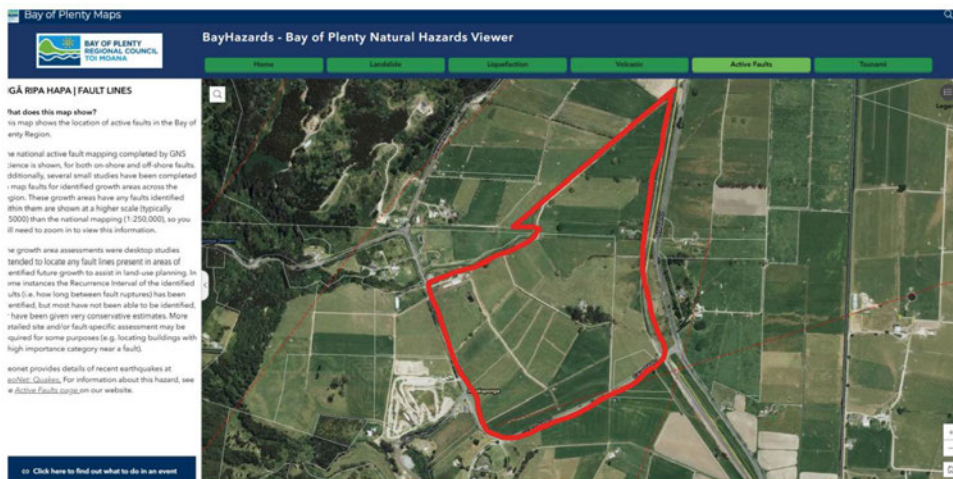 Bay of Plenty Maps
BAY OF PLENTY
REGIONAL COUNCIL
TOI MOANA
BayHazards - Bay of Plenty Natural Hazards Viewer
Home
Landslide
Liquefaction
Volcanic
Active Faults
Tsunami
GĀ RIPA HAPA | FAULT LINES
hat does this map show?
is map shows the location of active faults in the Bay of
enty Region.
e national active fault mapping completed by GNS
cience is shown, for both on-shore and off-shore faults.
dditionally, several small studies have been completed
map faults for identified growth areas across the
gion. These growth areas have any faults identified
ithin them are shown at a higher scale (typically
5000) than the national mapping (1:250,000), so you
ill need to zoom in to view this information.
e growth area assessments were desktop studies
tended to locate any fault lines present in areas of
entified future growth to assist in land-use planning. In
me instances the Recurrence Interval of the identified
ults (i.e. how long between fault ruptures) has been
entified, but most have not been able to be identified,
have been given very conservative estimates. More
etailed site and/or fault-specific assessment may be
quired for some purposes (e.g. locating buildings with
high importance category near a fault).
eonet provides details of recent earthquakes at
eoNet: Quakes. For information about this hazard, see
e Active Faults page on our website.
Click here to find out what to do in an event
Legen